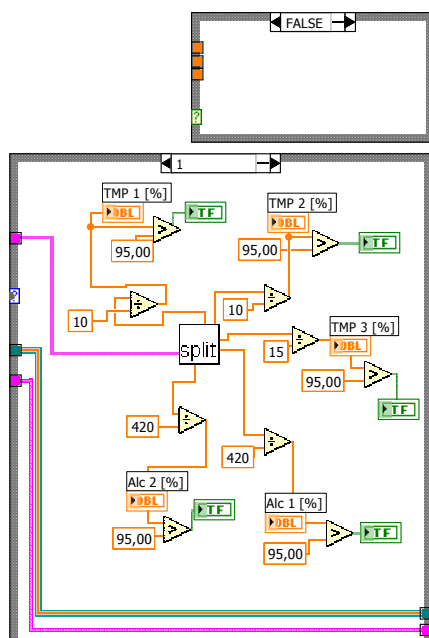 FALSE
?
1
TMP 1 [%]
DBL
TF
95,00
>
TMP 2 [%]
DBL
95,00
>
TF
?
10
÷
10
÷
split
15
÷
TMP 3 [%]
DBL
95,00
>
TF
420
÷
420
÷
Alc 2 [%]
DBL
TF
95,00
>
Alc 1 [%]
DBL
TF
95,00
>